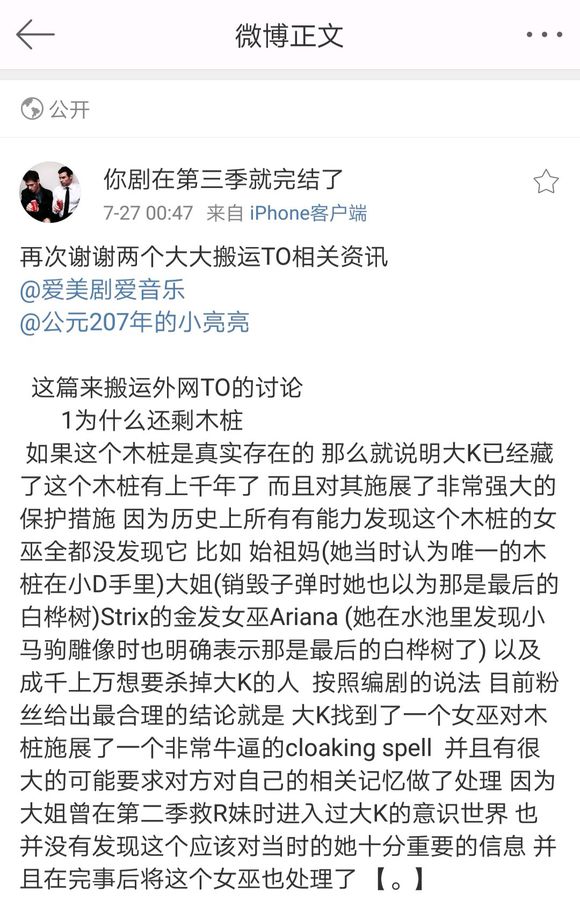 微博正文
公开
你剧在第三季就完结了
7-27 00:47 来自 iPhone客户端
再次谢谢两个大大搬运TO相关资讯
@爱美剧爱音乐
@公元207年的小亮亮
这篇来搬运外网TO的讨论
1为什么还剩木桩
如果这个木桩是真实存在的 那么就说明大K已经藏
了这个木桩有上千年了 而且对其施展了非常强大的
保护措施 因为历史上所有有能力发现这个木桩的女
巫全都没发现它 比如 始祖妈(她当时认为唯一的木
桩在小D手里)大姐(销毁子弹时她也以为那是最后的
白桦树)Strix的金发女巫Ariana (她在水池里发现小
马驹雕像时也明确表示那是最后的白桦树了) 以及
成千上万想要杀掉大K的人 按照编剧的说法 目前粉
丝给出最合理的结论就是 大K找到了一个女巫对木
桩施展了一个非常牛逼的cloaking spell 并且有很
大的可能要求对方对自己的相关记忆做了处理 因为
大姐曾在第二季救R妹时进入过大K的意识世界 也
并没有发现这个应该对当时的她十分重要的信息 并
且在完事后将这个女巫也处理了 【。】